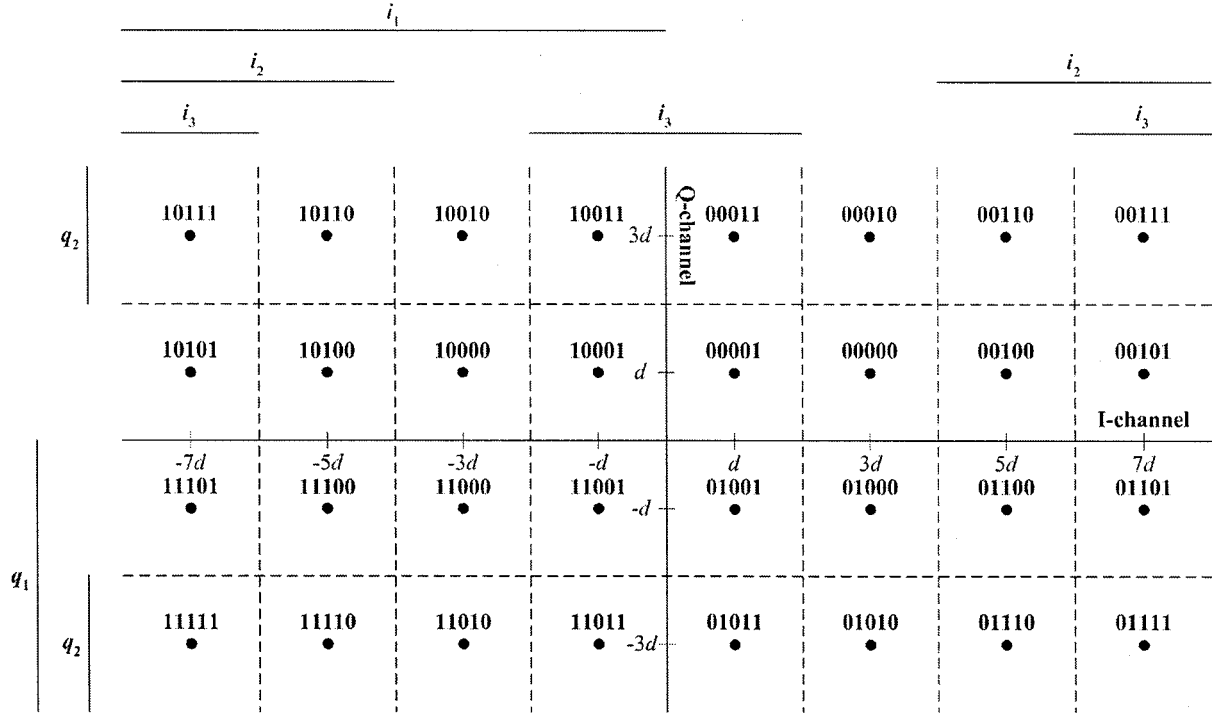 i₁
i₂ i₂
i₃ i₃ i₃
Q-channel
10111 10110 10010 10011 00011 00010 00110 00111
q₂ 3d
10101 10100 10000 10001 00001 00000 00100 00101
d
I-channel
-7d -5d -3d -d d 3d 5d 7d
11101 11100 11000 11001 01001 01000 01100 01101
-d
q₁
11111 11110 11010 11011 01011 01010 01110 01111
q₂ -3d